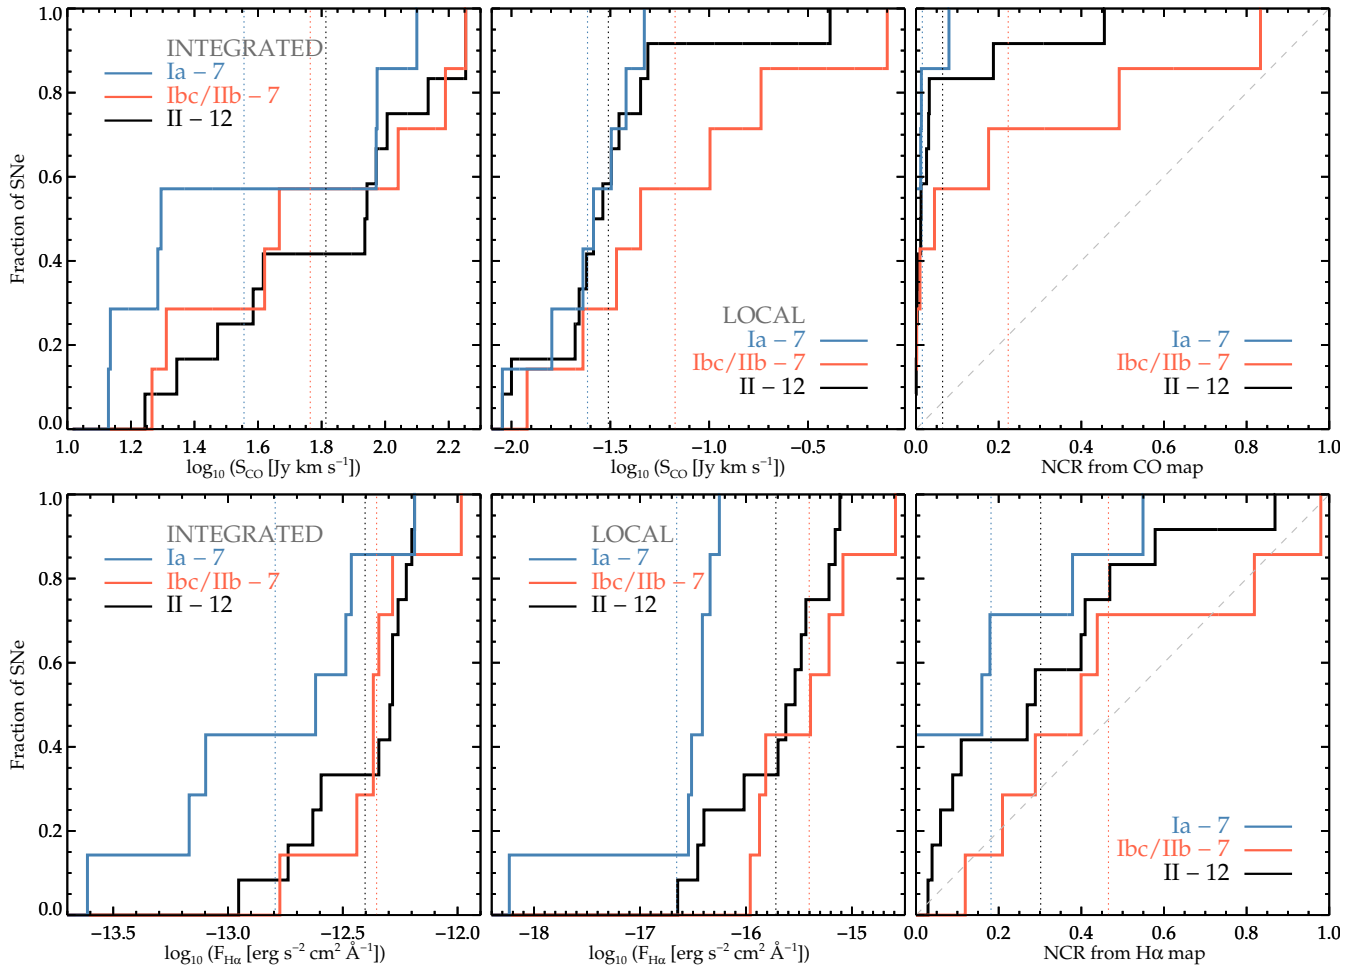 1.0
0.8
0.6
0.4
0.2
0.0
Fraction of SNe
INTEGRATED
Ia – 7
Ibc/IIb – 7
II – 12
1.0 1.2 1.4 1.6 1.8 2.0 2.2
log₁₀ (S_CO [Jy km s⁻¹])
LOCAL
Ia – 7
Ibc/IIb – 7
II – 12
−2.0 −1.5 −1.0 −0.5
log₁₀ (S_CO [Jy km s⁻¹])
Ia – 7
Ibc/IIb – 7
II – 12
0.0 0.2 0.4 0.6 0.8 1.0
NCR from CO map
1.0
0.8
0.6
0.4
0.2
0.0
Fraction of SNe
INTEGRATED
Ia – 7
Ibc/IIb – 7
II – 12
−13.5 −13.0 −12.5 −12.0
log₁₀ (F_Hα [erg s⁻² cm² Å⁻¹])
LOCAL
Ia – 7
Ibc/IIb – 7
II – 12
−18 −17 −16 −15
log₁₀ (F_Hα [erg s⁻² cm² Å⁻¹])
Ia – 7
Ibc/IIb – 7
II – 12
0.0 0.2 0.4 0.6 0.8 1.0
NCR from Hα map